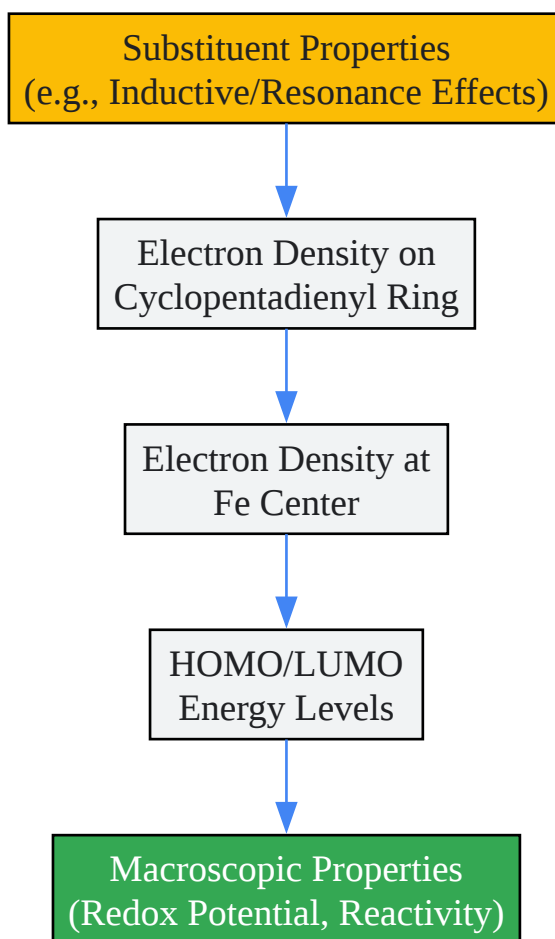 Substituent Properties
(e.g., Inductive/Resonance Effects)
Electron Density on
Cyclopentadienyl Ring
Electron Density at
Fe Center
HOMO/LUMO
Energy Levels
Macroscopic Properties
(Redox Potential, Reactivity)